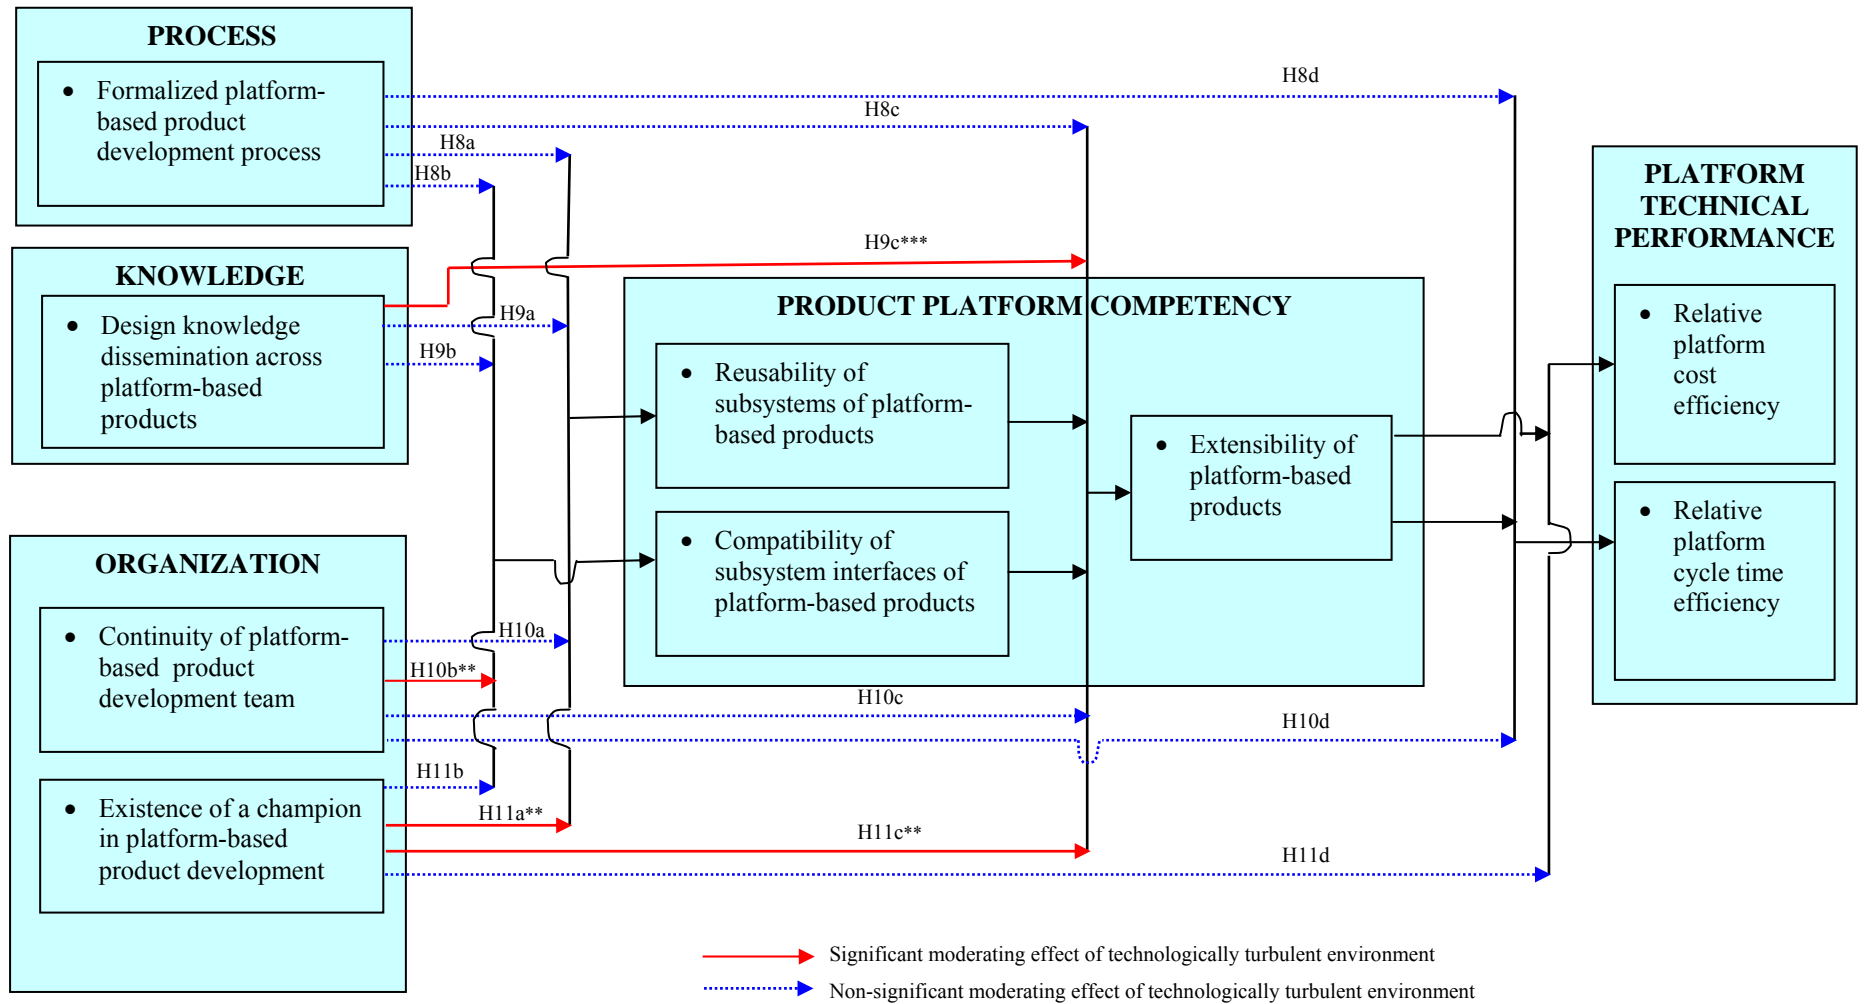 PROCESS
• Formalized platform-
based product
development process
H8d
H8c
H8a
H8b
KNOWLEDGE
• Design knowledge
dissemination across
platform-based
products
H9c***
H9a
H9b
ORGANIZATION
• Continuity of platform-
based product
development team
• Existence of a champion
in platform-based
product development
H10a
H10b**
H10c
H10d
H11b
H11a**
H11c**
H11d
PRODUCT PLATFORM COMPETENCY
• Reusability of
subsystems of platform-
based products
• Compatibility of
subsystem interfaces of
platform-based products
• Extensibility of
platform-based
products
PLATFORM
TECHNICAL
PERFORMANCE
• Relative
platform
cost
efficiency
• Relative
platform
cycle time
efficiency
Significant moderating effect of technologically turbulent environment
Non-significant moderating effect of technologically turbulent environment